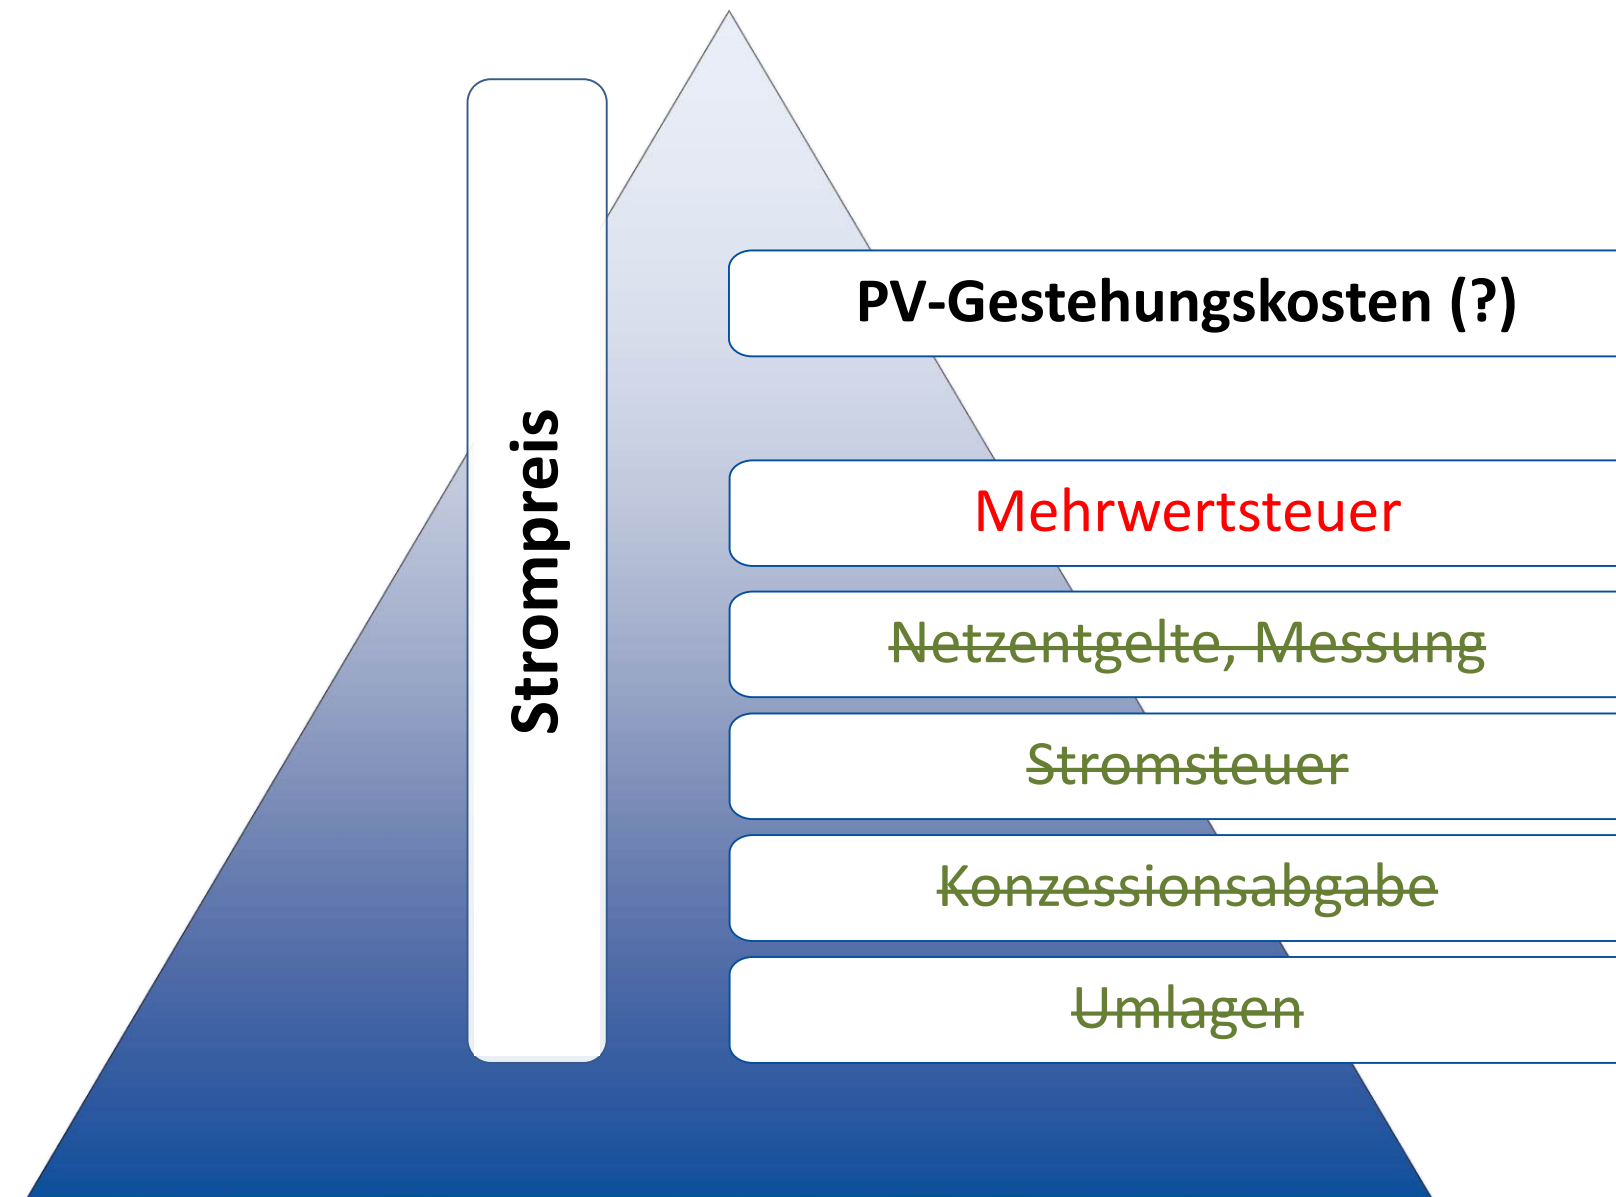 Strompreis
PV-Gestehungskosten (?)
Mehrwertsteuer
Netzentgelte, Messung
Stromsteuer
Konzessionsabgabe
Umlagen